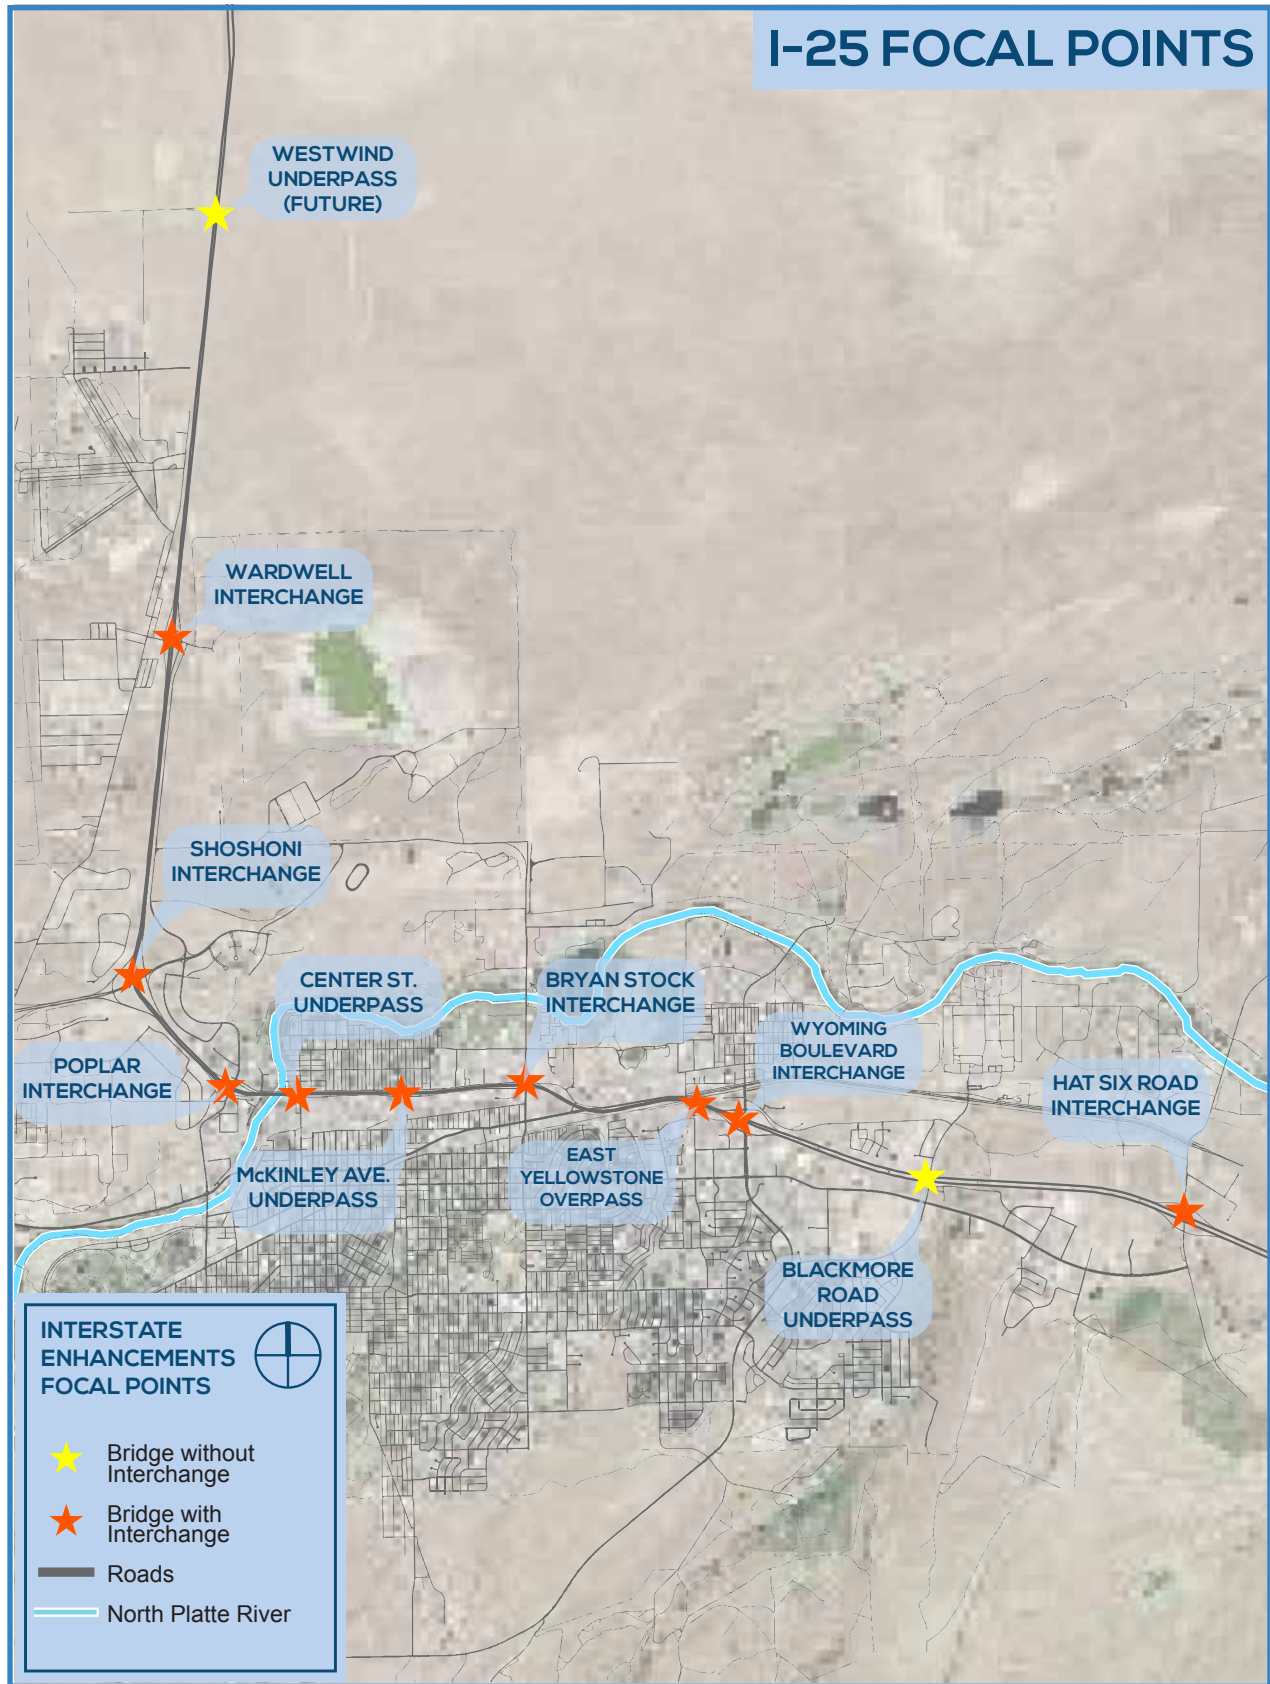 I-25 FOCAL POINTS
WESTWIND
UNDERPASS
(FUTURE)
WARDWELL
INTERCHANGE
SHOSHONI
INTERCHANGE
CENTER ST.
UNDERPASS
BRYAN STOCK
INTERCHANGE
WYOMING
BOULEVARD
INTERCHANGE
POPLAR
INTERCHANGE
HAT SIX ROAD
INTERCHANGE
McKINLEY AVE.
UNDERPASS
EAST
YELLOWSTONE
OVERPASS
BLACKMORE
ROAD
UNDERPASS
INTERSTATE
ENHANCEMENTS
FOCAL POINTS
Bridge without
Interchange
Bridge with
Interchange
Roads
North Platte River